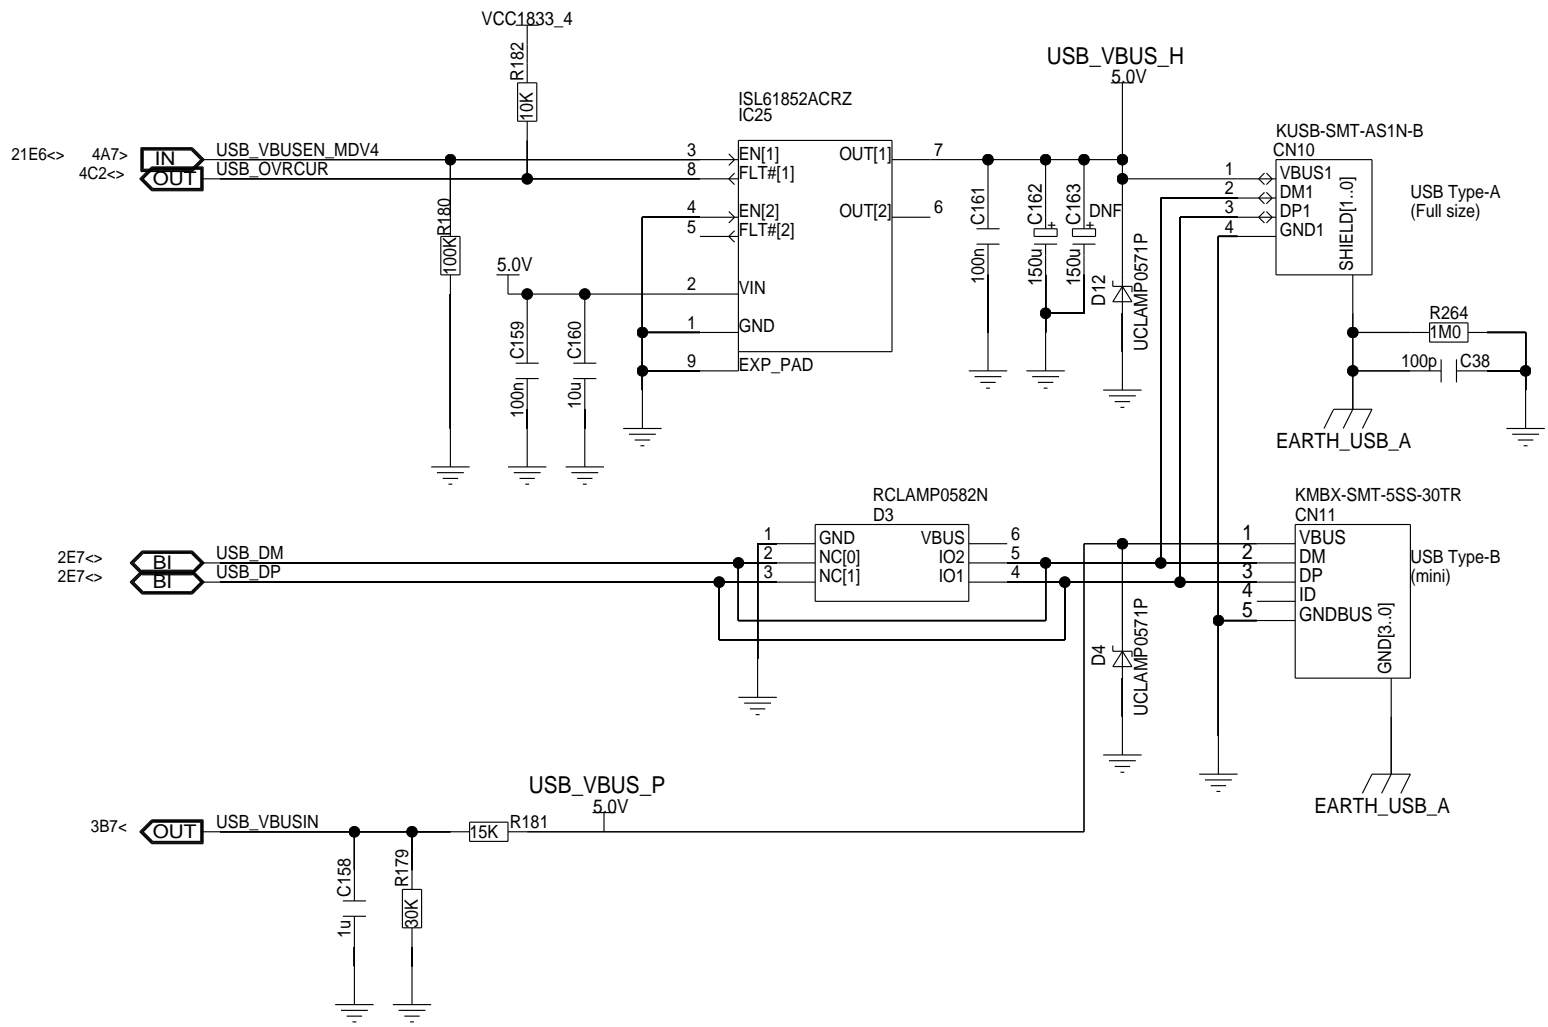 VCC1833_4
R182
10K
USB_VBUS_H
5.0V
ISL61852ACRZ
IC25
KUSB-SMT-AS1N-B
CN10
21E6<> 4A7> IN USB_VBUSEN_MDV4 3 EN[1] OUT[1] 7
4C2<> OUT USB_OVRCUR 8 FLT#[1]
4 EN[2] OUT[2] 6
5 FLT#[2]
2 VIN
1 GND
9 EXP_PAD
R180
100K
5.0V
C159
100n
C160
10u
C161
100n
C162
150u
C163
150u
DNF
D12
UCLAMP0571P
1 VBUS1
2 DM1
3 DP1
4 GND1
SHIELD[1..0]
USB Type-A
(Full size)
R264
1M0
100p C38
EARTH_USB_A
RCLAMP0582N
D3
KMBX-SMT-5SS-30TR
CN11
2E7<> BI USB_DM
2E7<> BI USB_DP
1 GND VBUS 6
2 NC[0] IO2 5
3 NC[1] IO1 4
1 VBUS
2 DM
3 DP
4 ID
5 GNDBUS
GND[3..0]
USB Type-B
(mini)
D4
UCLAMP0571P
EARTH_USB_A
USB_VBUS_P
5.0V
3B7< OUT USB_VBUSIN 15K R181
C158
1u
R179
30K